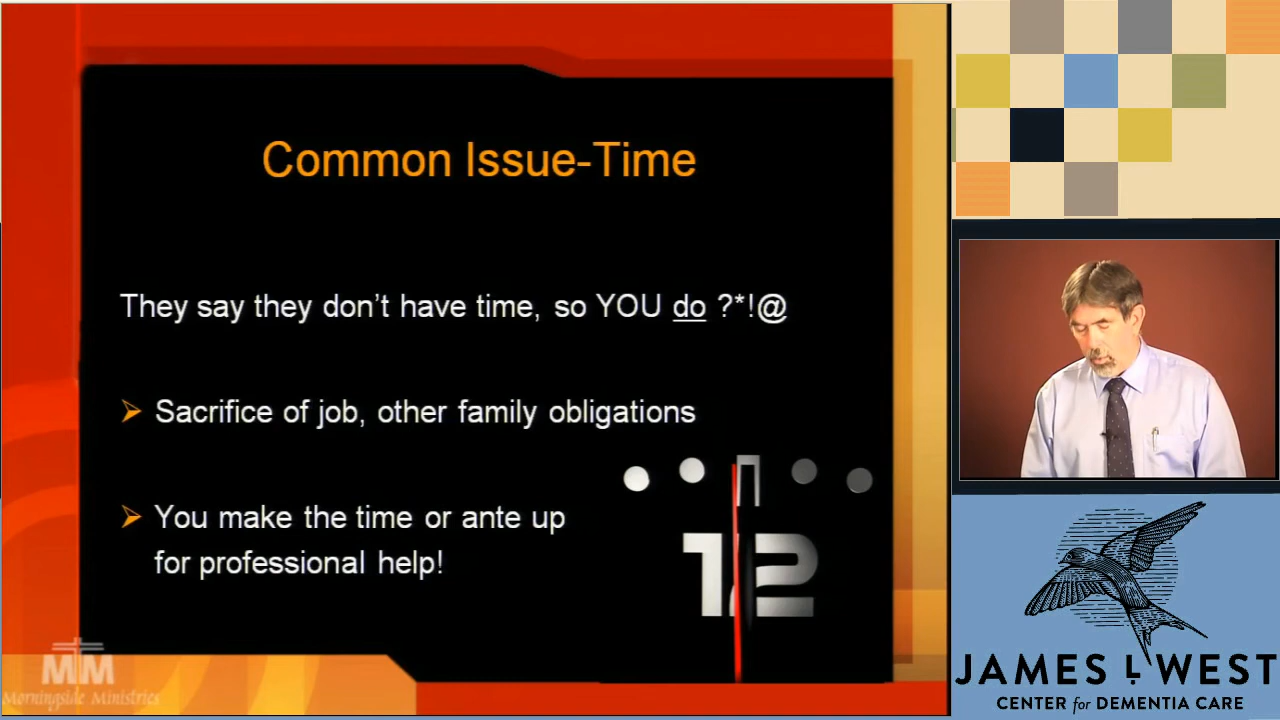 Common Issue-Time
They say they don't have time, so YOU do ?*!@
➢ Sacrifice of job, other family obligations
➢ You make the time or ante up
for professional help!
12
MM
Morningside Ministries
JAMES L WEST
CENTER for DEMENTIA CARE